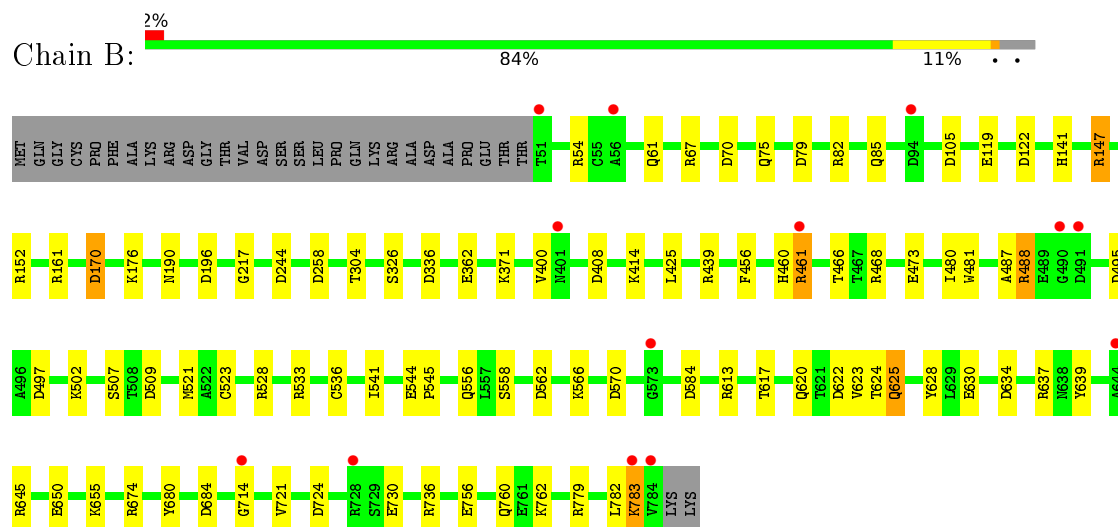 2%
Chain B:
84% 11% • •
MET GLN GLY CYS PRO PHE ALA LYS ARG ASP GLY THR VAL ASP SER SER LEU PRO GLN LYS ARG ALA ASP ALA PRO GLU THR THR T51 R54 C55 A56 Q61 R67 D70 Q75 D79 R82 Q85 D94 D105 E119 D122 H141 R147
R152 R161 D170 K176 N190 D196 G217 D244 D258 T304 S326 D336 E362 K371 V400 N401 D408 K414 L425 R439 F456 H460 R461 T466 T467 R468 E473 I480 W481 A487 R488 E489 G490 D491 D495
A496 D497 K502 S507 T508 D509 M521 A522 C523 R528 R533 C536 I541 E544 P545 Q556 L557 S558 D562 K566 D570 G573 D584 R613 T617 Q620 T621 D622 V623 T624 Q625 Y628 L629 E630 D634 R637 N638 Y639 A644
R645 E650 K655 R674 Y680 D684 G714 V721 D724 R728 S729 E730 R736 E756 Q760 E761 K762 R779 L782 K783 V784 LYS LYS